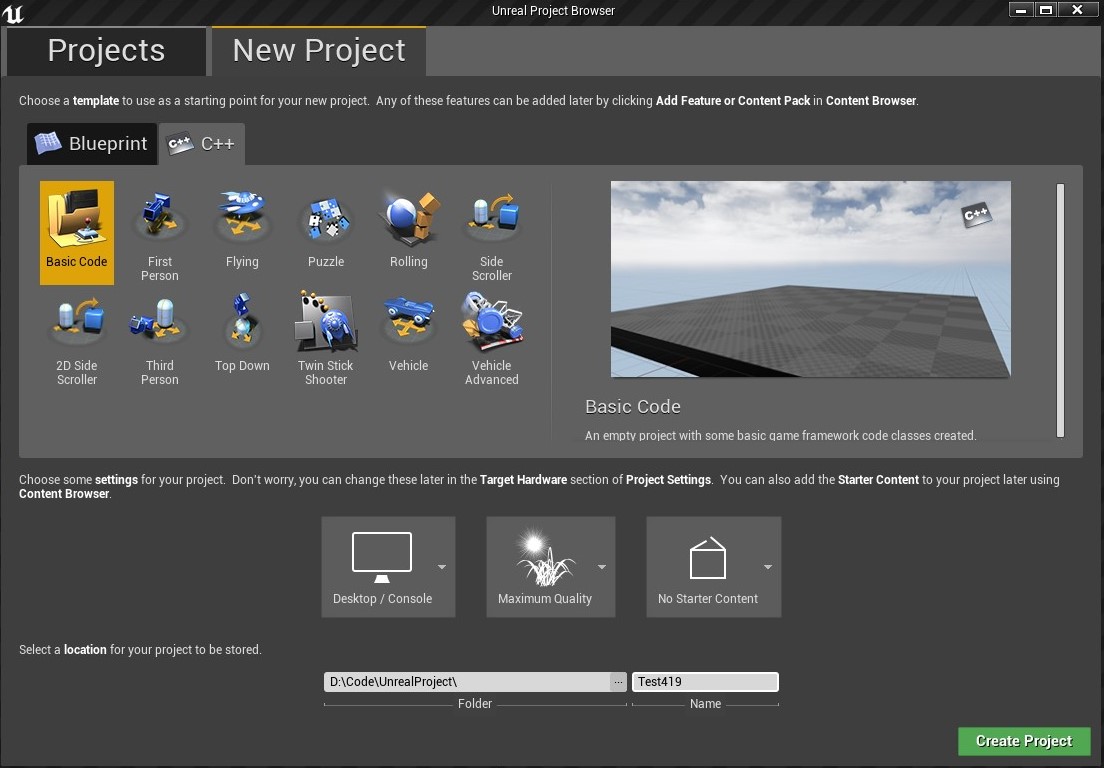 Unreal Project Browser
Projects
New Project
Choose a template to use as a starting point for your new project.  Any of these features can be added later by clicking Add Feature or Content Pack in Content Browser.
Blueprint
C++
C++
Basic Code
First
Person
Flying
Puzzle
Rolling
Side
Scroller
2D Side
Scroller
Third
Person
Top Down
Twin Stick
Shooter
Vehicle
Vehicle
Advanced
C++
Basic Code
An empty project with some basic game framework code classes created.
Choose some settings for your project.  Don't worry, you can change these later in the Target Hardware section of Project Settings.  You can also add the Starter Content to your project later using
Content Browser.
Desktop / Console
Maximum Quality
No Starter Content
Select a location for your project to be stored.
D:\Code\UnrealProject\
...
Test419
Folder
Name
Create Project